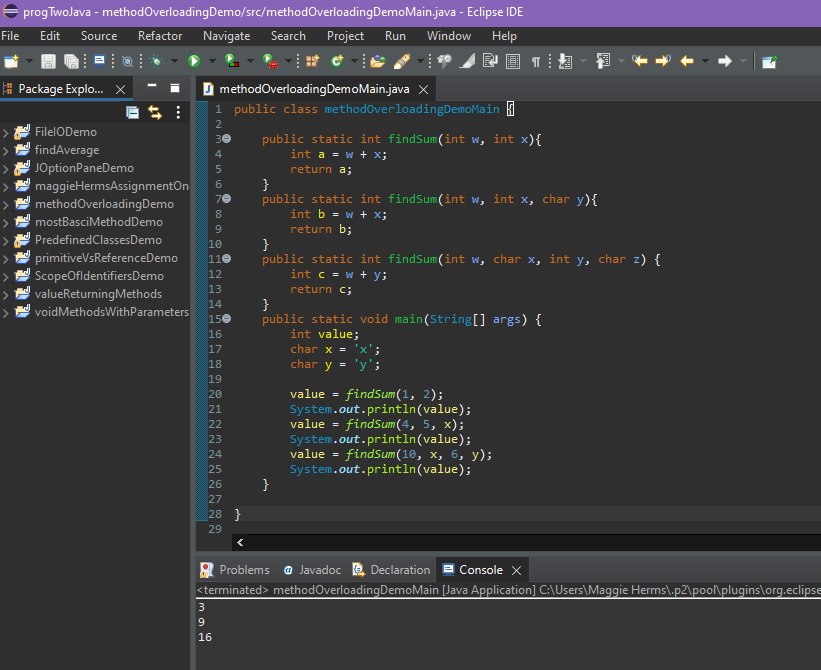 progTwoJava - methodOverloadingDemo/src/methodOverloadingDemoMain.java - Eclipse IDE
File Edit Source Refactor Navigate Search Project Run Window Help
Package Explo...
FileIODemo
findAverage
JOptionPaneDemo
maggieHermsAssignmentOn
methodOverloadingDemo
mostBasciMethodDemo
PredefinedClassesDemo
primitiveVsReferenceDemo
ScopeOfIdentifiersDemo
valueReturningMethods
voidMethodsWithParameters
methodOverloadingDemoMain.java
1 public class methodOverloadingDemoMain {
2
3 public static int findSum(int w, int x){
4 int a = w + x;
5 return a;
6 }
7 public static int findSum(int w, int x, char y){
8 int b = w + x;
9 return b;
10 }
11 public static int findSum(int w, char x, int y, char z) {
12 int c = w + y;
13 return c;
14 }
15 public static void main(String[] args) {
16 int value;
17 char x = 'x';
18 char y = 'y';
19
20 value = findSum(1, 2);
21 System.out.println(value);
22 value = findSum(4, 5, x);
23 System.out.println(value);
24 value = findSum(10, x, 6, y);
25 System.out.println(value);
26 }
27
28 }
29
Problems @ Javadoc Declaration Console
<terminated> methodOverloadingDemoMain [Java Application] C:\Users\Maggie Herms\.p2\pool\plugins\org.eclipse
3
9
16